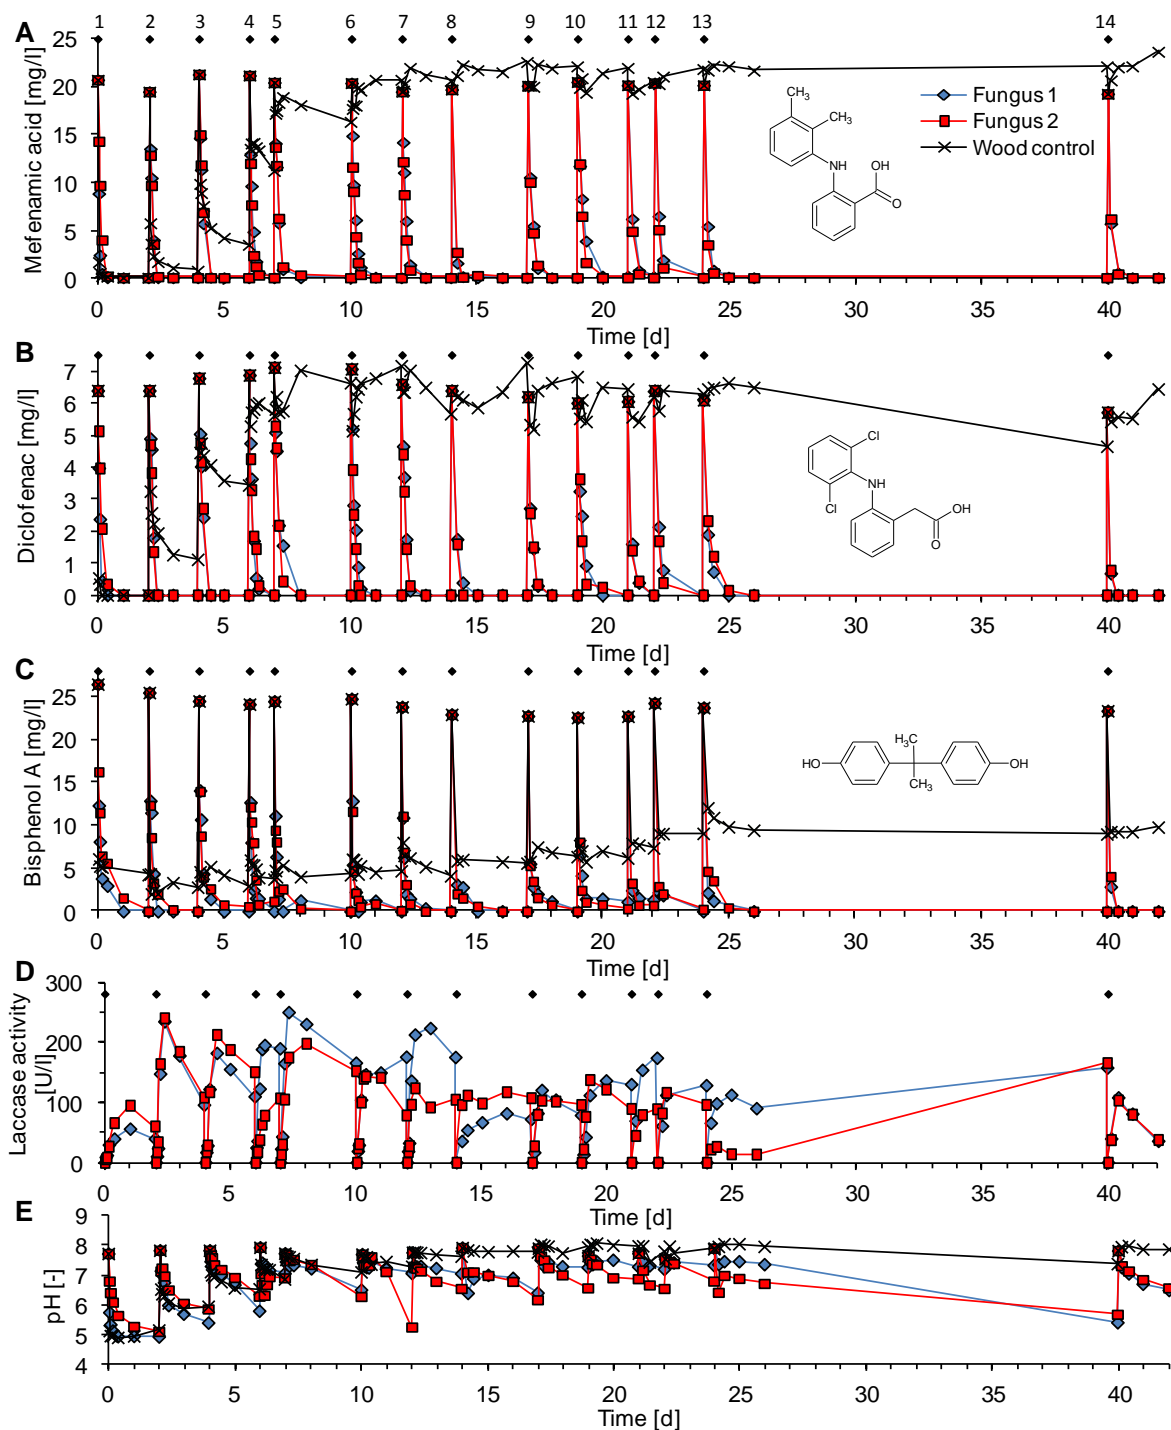 1 2 3 4 5 6 7 8 9 10 11 12 13 14
A
Mefenamic acid [mg/l]
25
20
15
10
5
0
CH₃
CH₃
NH
OH
O
Fungus 1
Fungus 2
Wood control
0 5 10 15 20 25 30 35 40
Time [d]
B
Diclofenac [mg/l]
7
6
5
4
3
2
1
0
Cl
NH
Cl
OH
O
0 5 10 15 20 25 30 35 40
Time [d]
C
Bisphenol A [mg/l]
25
20
15
10
5
0
H₃C
HO
OH
CH₃
0 5 10 15 20 25 30 35 40
Time [d]
D
Laccase activity
[U/l]
300
200
100
0
0 5 10 15 20 25 30 35 40
Time [d]
E
pH [-]
9
8
7
6
5
4
0 5 10 15 20 25 30 35 40
Time [d]